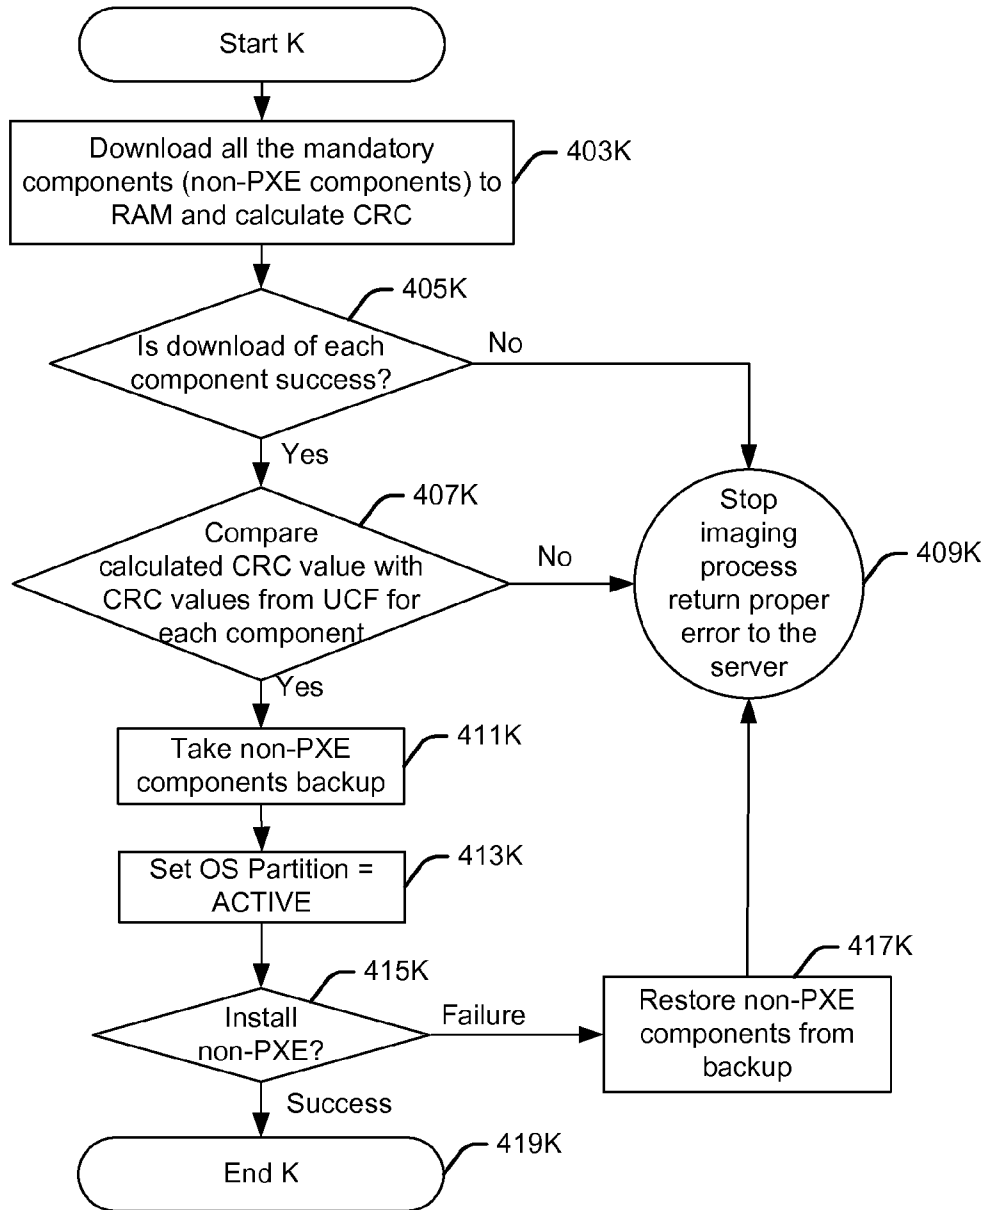 Start K
Download all the mandatory
components (non-PXE components) to
RAM and calculate CRC
403K
405K
Is download of each
component success?
No
Yes
407K
Compare
calculated CRC value with
CRC values from UCF for
each component
No
Stop
imaging
process
return proper
error to the
server
409K
Yes
Take non-PXE
components backup
411K
Set OS Partition =
ACTIVE
413K
415K
Install
non-PXE?
Failure
417K
Restore non-PXE
components from
backup
Success
End K
419K